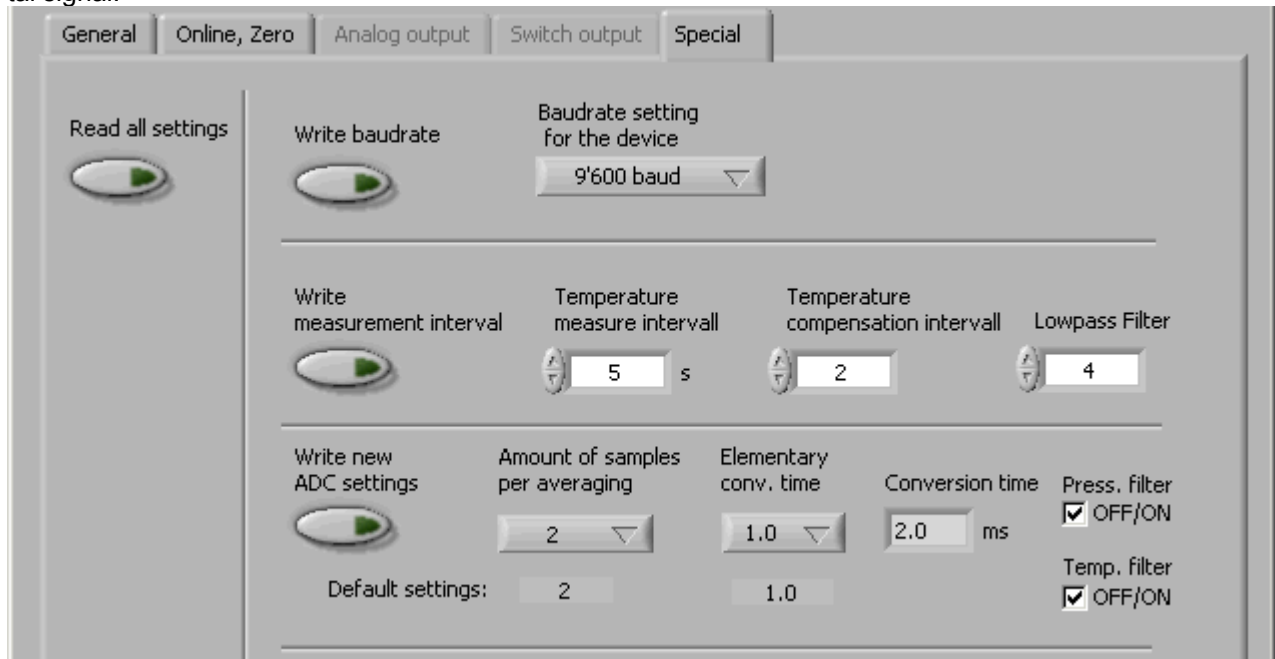 tal signal.
General Online, Zero Analog output Switch output Special
Read all settings
Write baudrate
Baudrate setting
for the device
9'600 baud
Write
measurement interval
Temperature
measure intervall
5 s
Temperature
compensation intervall
2
Lowpass Filter
4
Write new
ADC settings
Amount of samples
per averaging
2
Elementary
conv. time
1.0
Conversion time
2.0 ms
Press. filter
OFF/ON
Temp. filter
OFF/ON
Default settings: 2 1.0